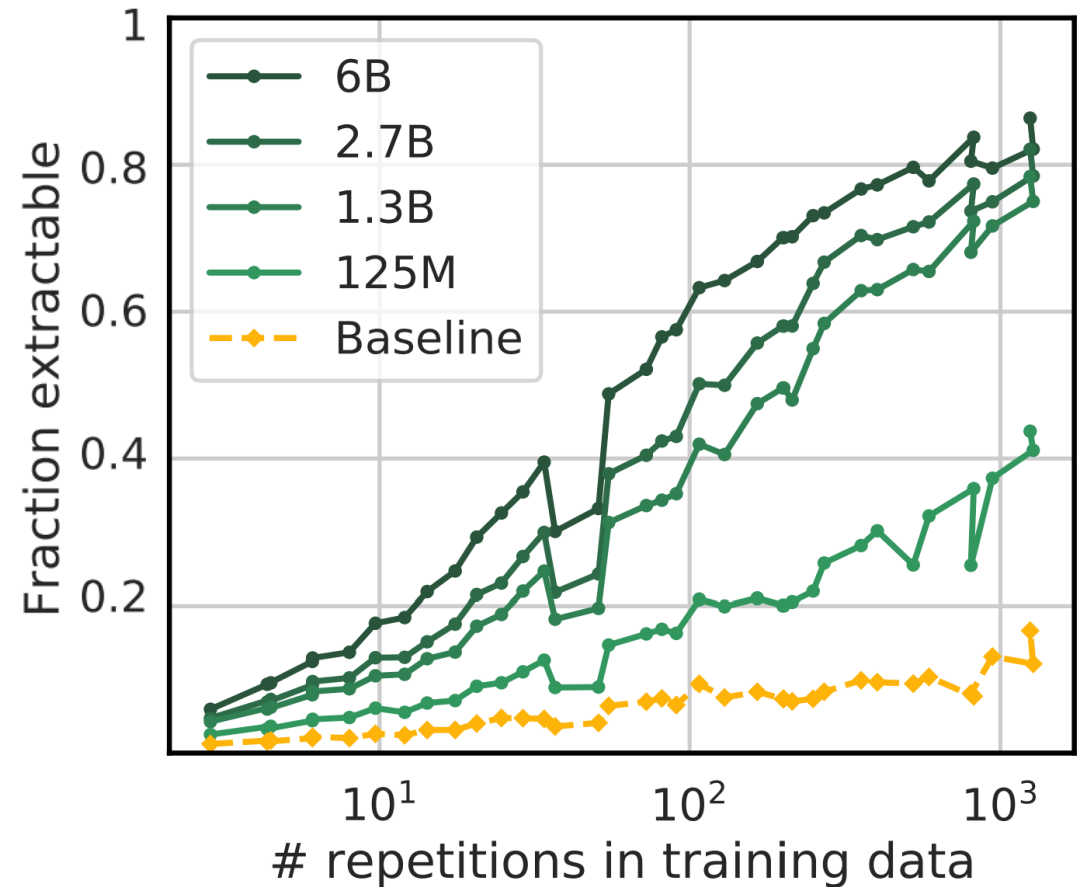 Fraction extractable
1
0.8
0.6
0.4
0.2
6B
2.7B
1.3B
125M
Baseline
10¹ 10² 10³
# repetitions in training data